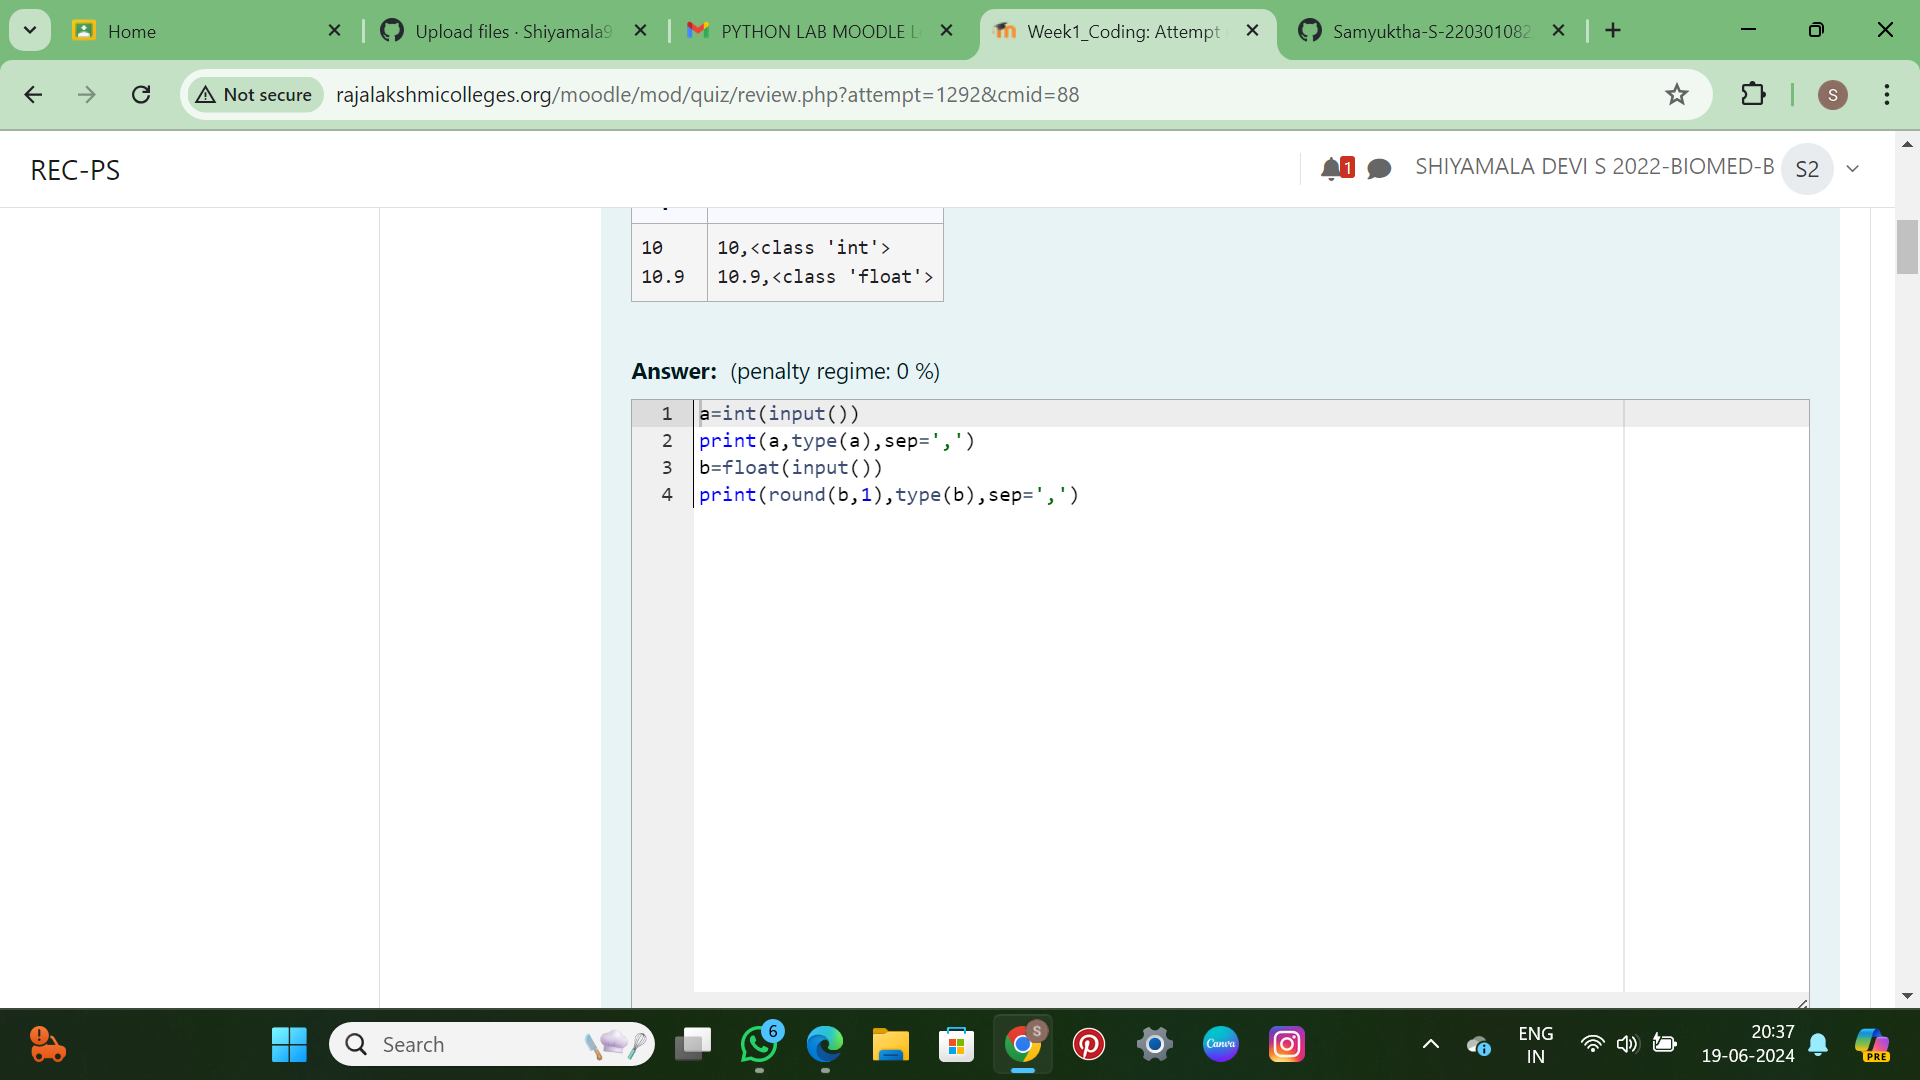 Home
Upload files · Shiyamala9
PYTHON LAB MOODLE L
Week1_Coding: Attempt
Samyuktha-S-220301082
Not secure
rajalakshmicolleges.org/moodle/mod/quiz/review.php?attempt=1292&cmid=88
S
REC-PS
1
SHIYAMALA DEVI S 2022-BIOMED-B
S2
10 10,<class 'int'>
10.9 10.9,<class 'float'>
Answer: (penalty regime: 0 %)
1 a=int(input())
2 print(a,type(a),sep=',')
3 b=float(input())
4 print(round(b,1),type(b),sep=',')
Search
6
S
Canva
ENG
IN
20:37
19-06-2024
PRE